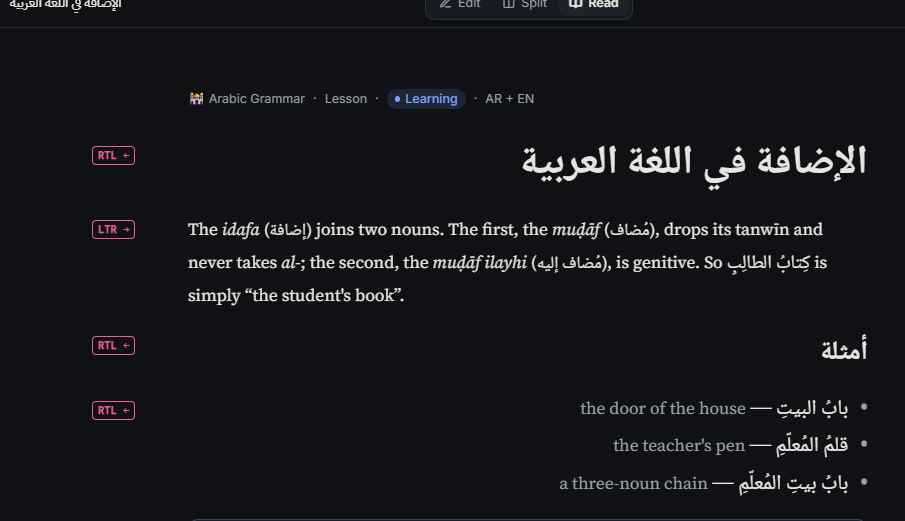 الإضافة في اللغة العربية
Edit Split Read
Arabic Grammar · Lesson · Learning · AR + EN
RTL ←
الإضافة في اللغة العربية
LTR →
The idafa (إضافة) joins two nouns. The first, the muḍāf (مُضاف), drops its tanwīn and
never takes al-; the second, the muḍāf ilayhi (مُضاف إليه), is genitive. So كِتابُ الطالِبِ is
simply “the student's book”.
RTL ←
أمثلة
RTL ←
بابُ البيتِ — the door of the house
قلمُ المُعلّمِ — the teacher's pen
بابُ بيتِ المُعلّمِ — a three-noun chain